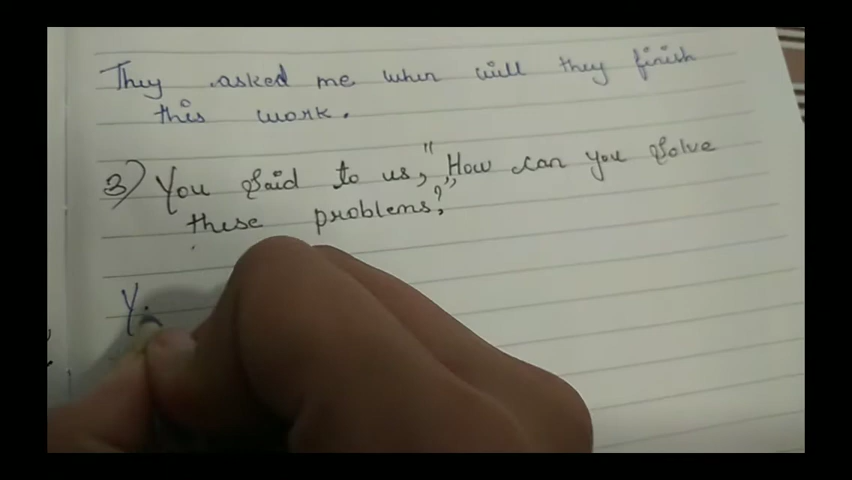 They asked me when will they finish
this work.
3) You said to us, "How can you solve
these problems?"
Y